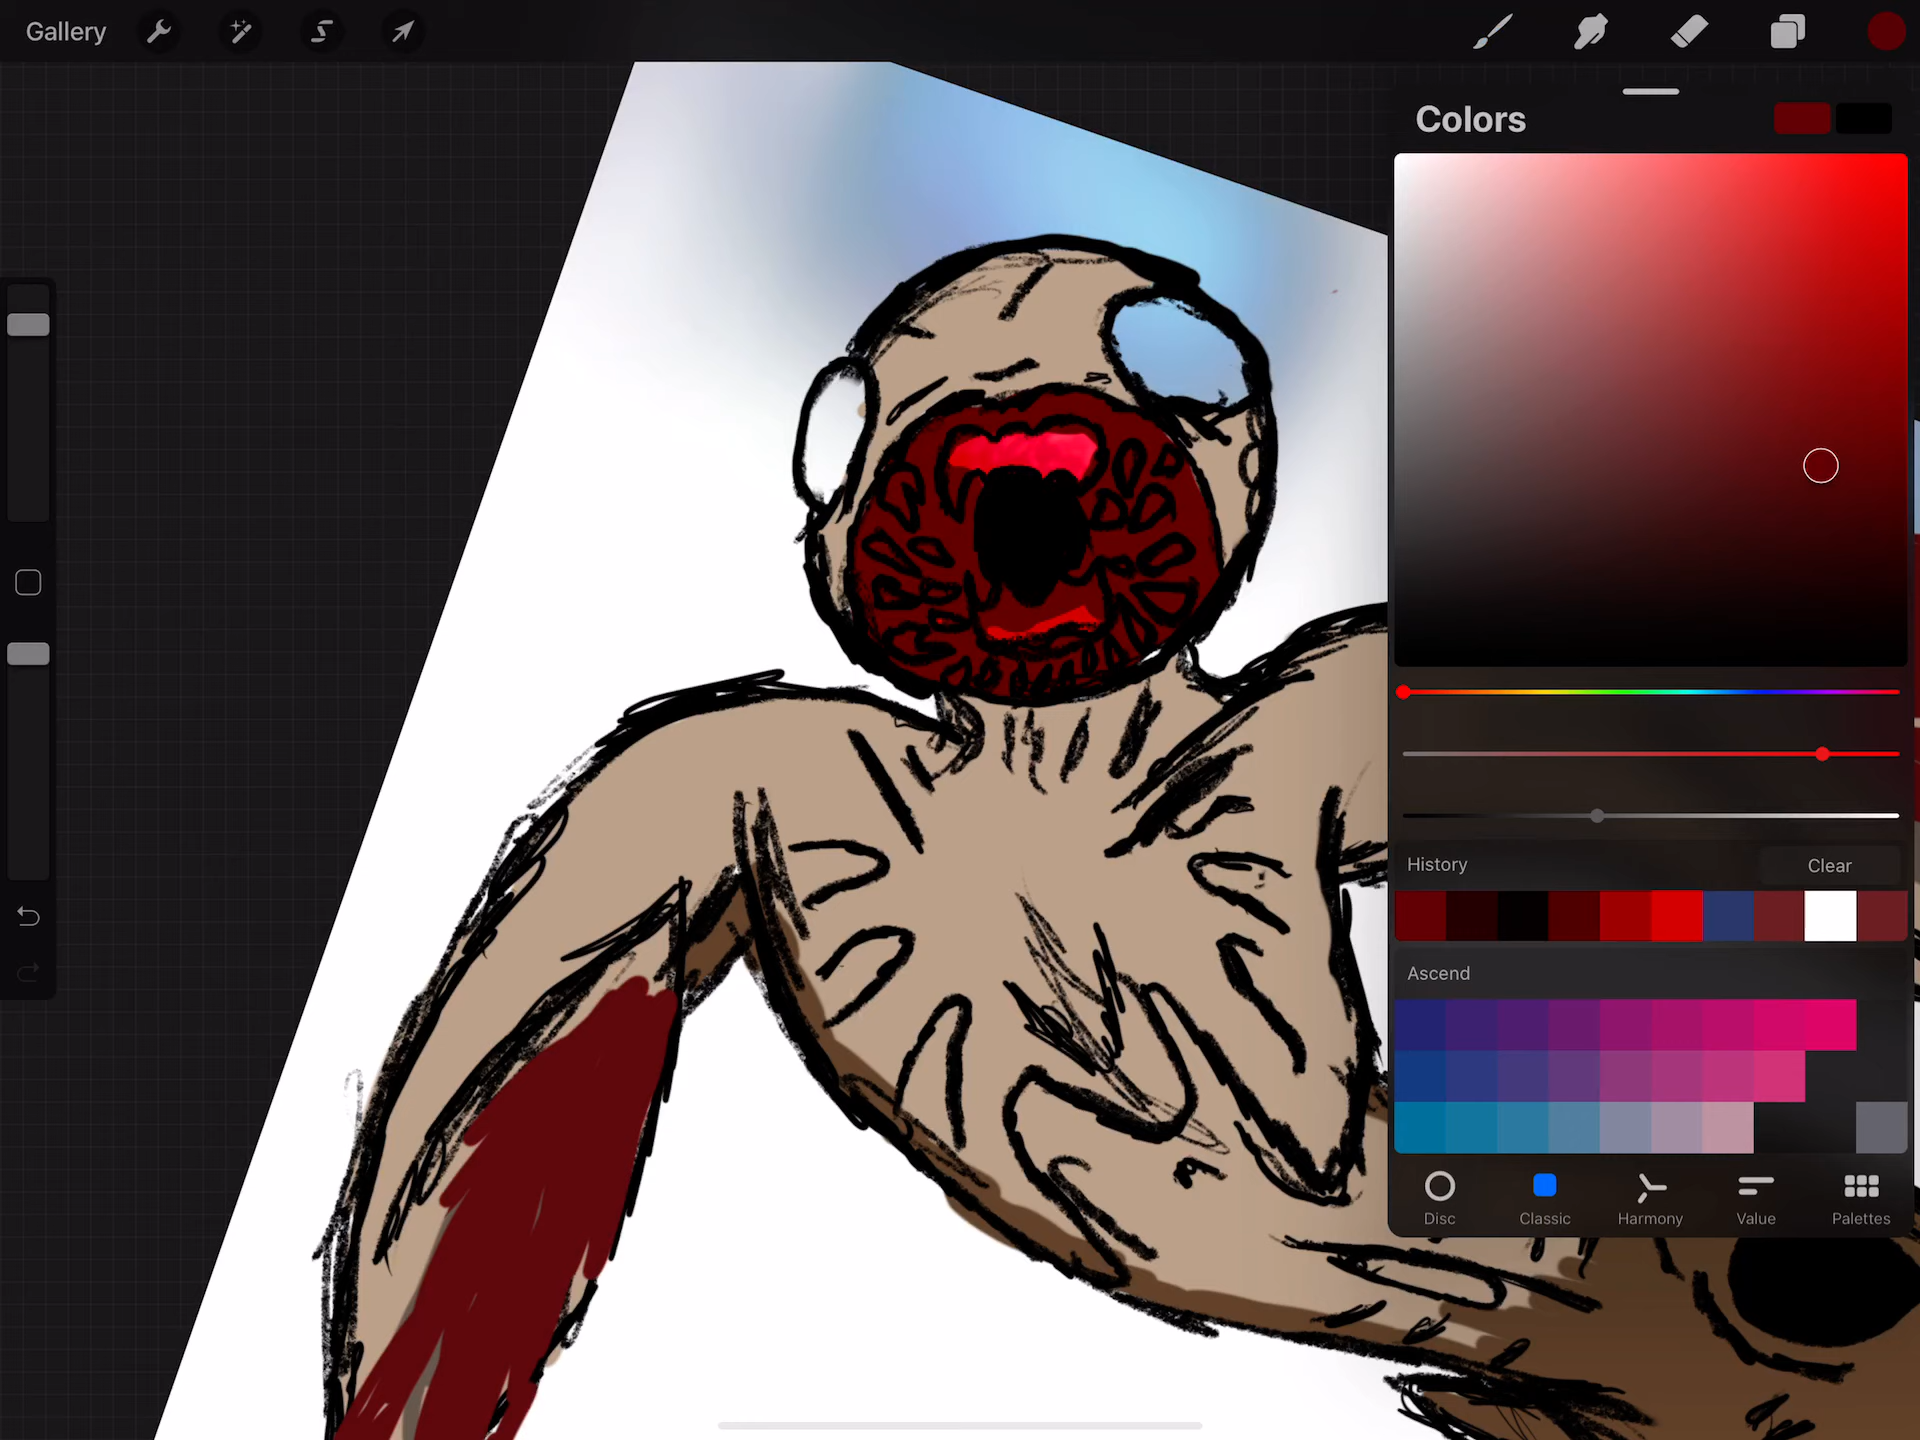 Gallery
Colors
History Clear
Ascend
Disc Classic Harmony Value Palettes